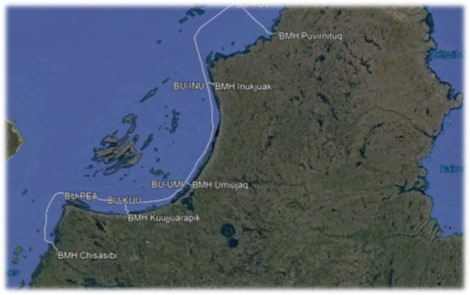 BMH Puvirnituq
BU-INU BMH Inukjuak
BU-UMI BMH Umiujaq
BU-PEA BU-KUU
BMH Kuujjuarapik
BMH Chisasibi